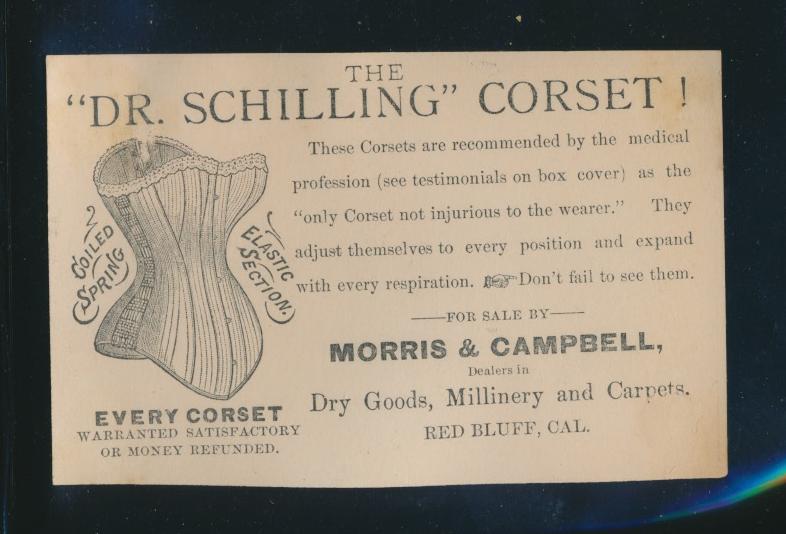 THE
"DR. SCHILLING" CORSET!
These Corsets are recommended by the medical
profession (see testimonials on box cover) as the
"only Corset not injurious to the wearer." They
adjust themselves to every position and expand
with every respiration. Don't fail to see them.
COILED
SPRING
ELASTIC
SECTION.
EVERY CORSET
WARRANTED SATISFACTORY
OR MONEY REFUNDED.
FOR SALE BY
MORRIS & CAMPBELL,
Dealers in
Dry Goods, Millinery and Carpets.
RED BLUFF, CAL.